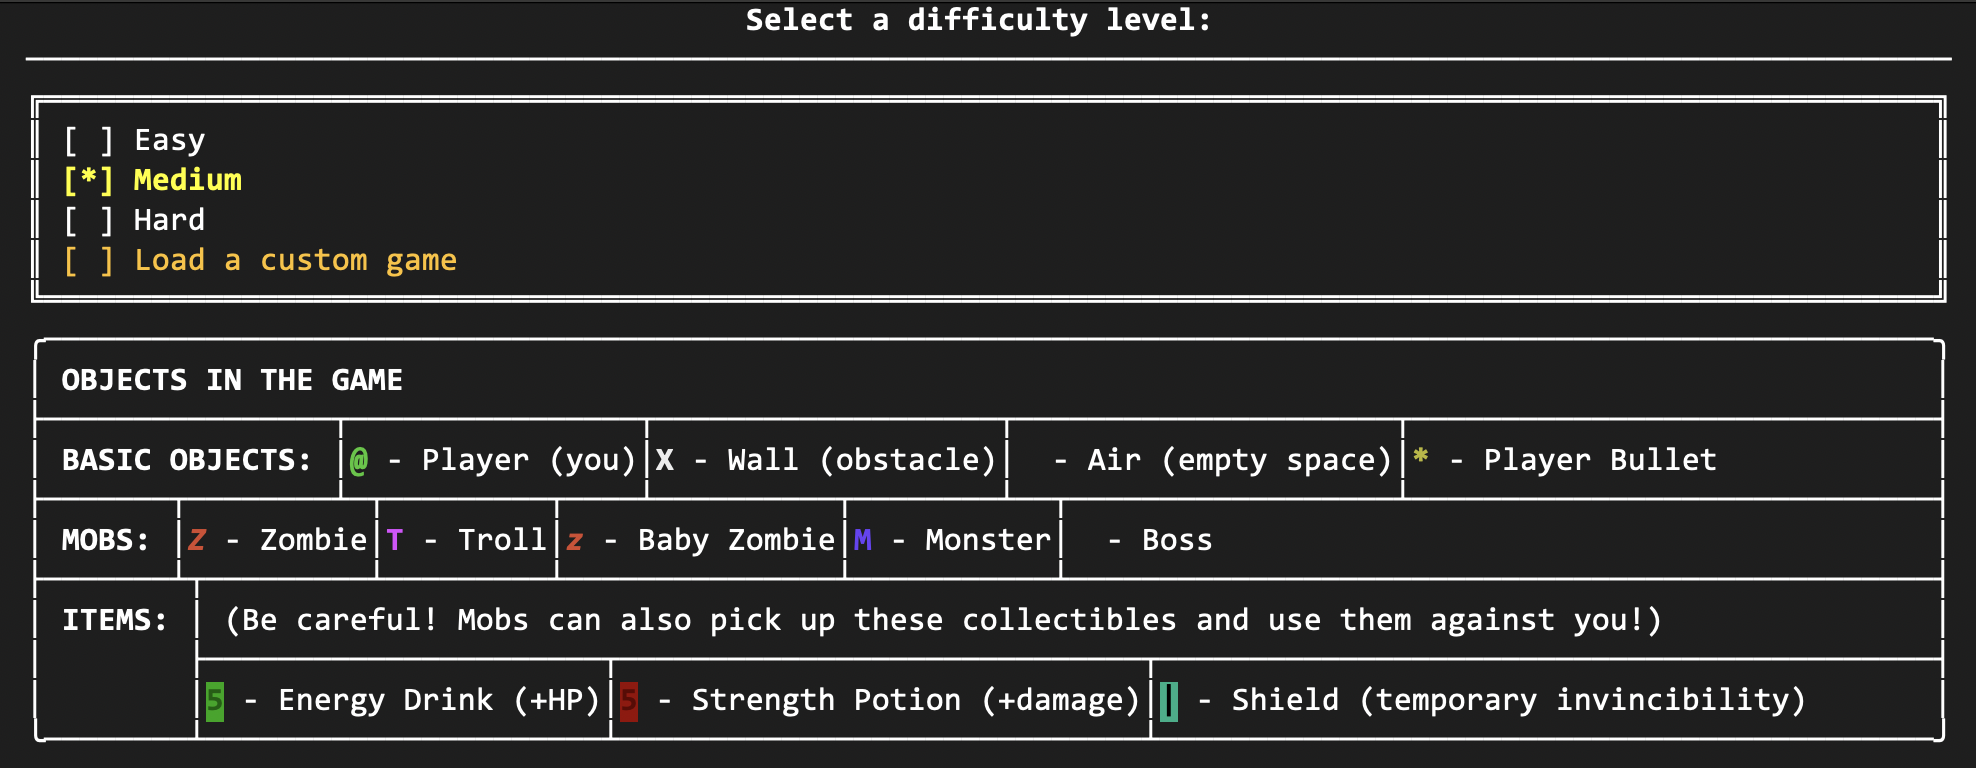 Select a difficulty level:
[ ] Easy
[*] Medium
[ ] Hard
[ ] Load a custom game
OBJECTS IN THE GAME
BASIC OBJECTS: @ - Player (you) X - Wall (obstacle) - Air (empty space) * - Player Bullet
MOBS: Z - Zombie T - Troll z - Baby Zombie M - Monster - Boss
ITEMS: (Be careful! Mobs can also pick up these collectibles and use them against you!)
5 - Energy Drink (+HP) 5 - Strength Potion (+damage) | - Shield (temporary invincibility)